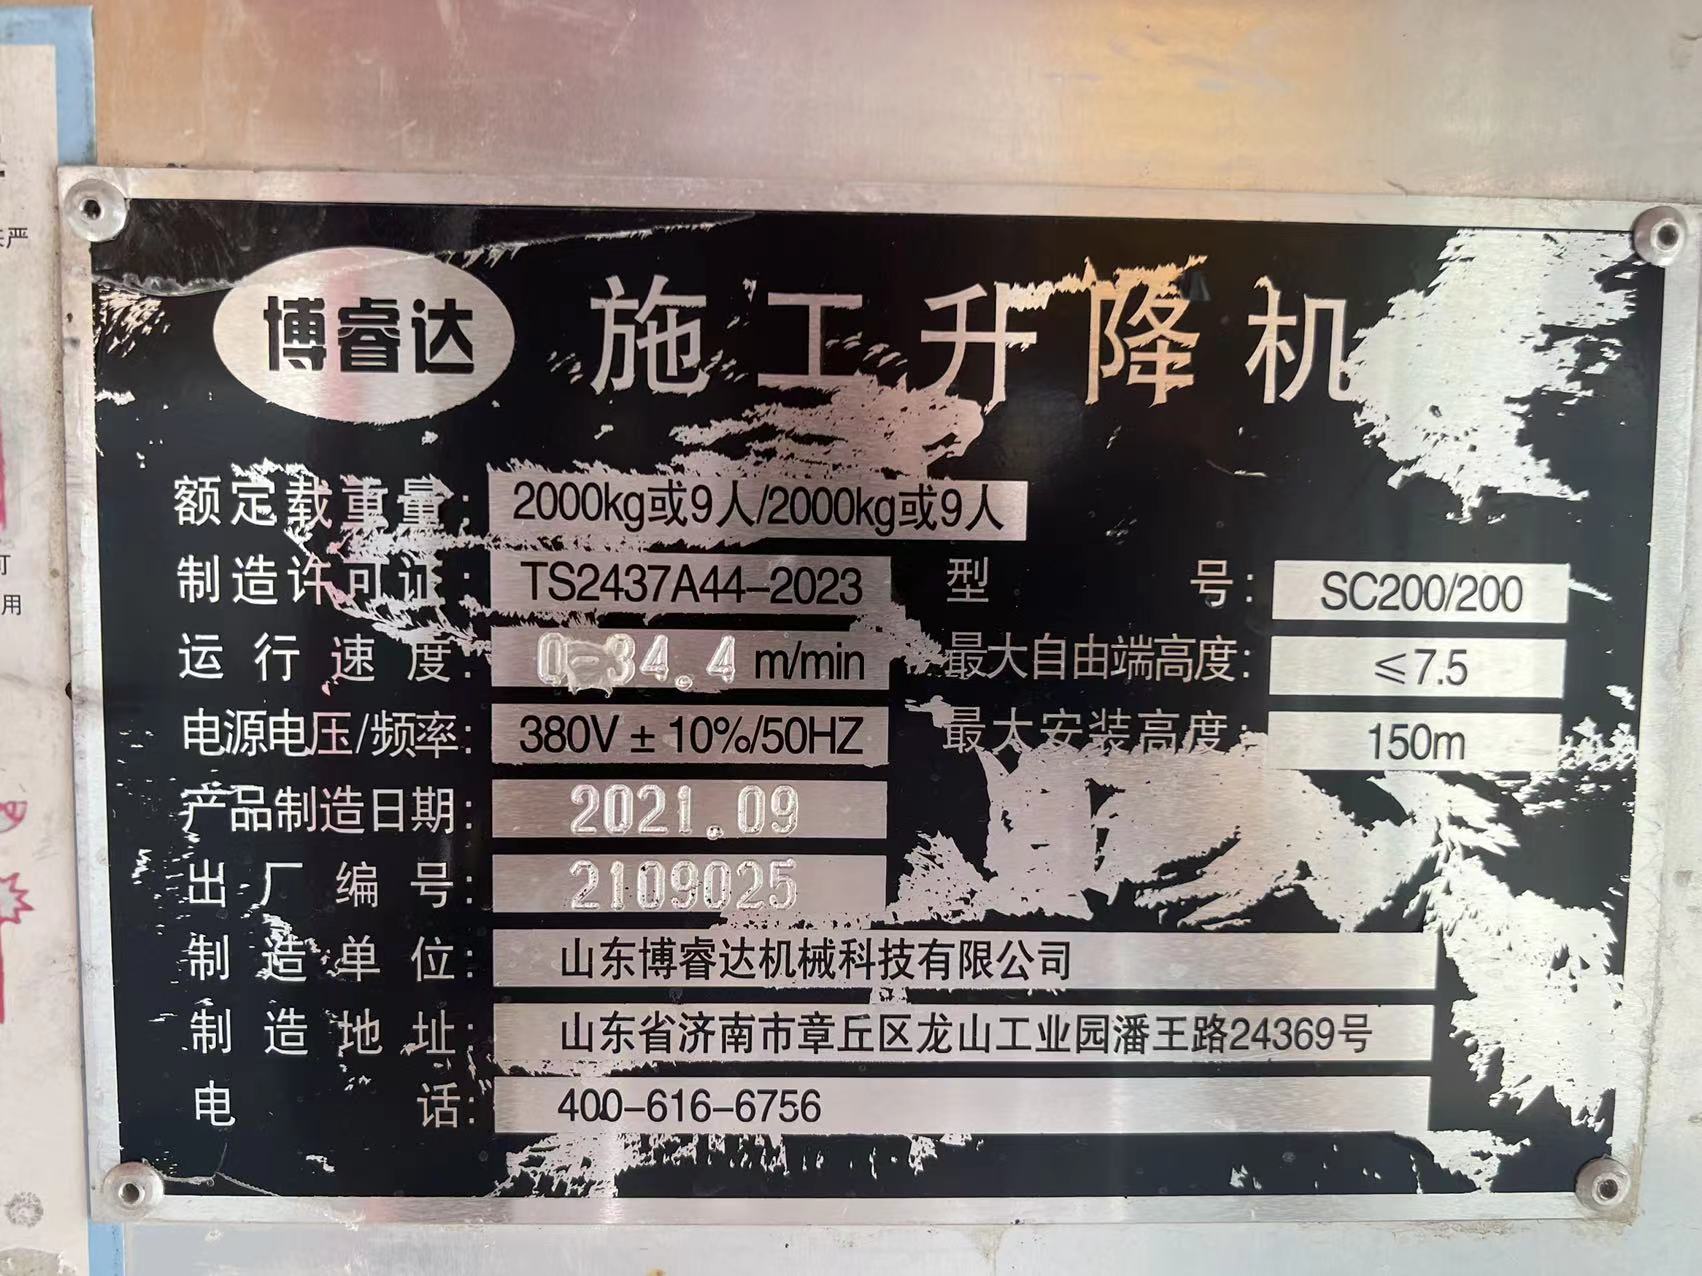 博睿达 施工升降机
额定载重量: 2000kg或9人/2000kg或9人
制造许可证: TS2437A44-2023 型号: SC200/200
运行速度: 0-34.4 m/min 最大自由端高度: ≤7.5
电源电压/频率: 380V±10%/50HZ 最大安装高度: 150m
产品制造日期: 2021.09
出厂编号: 2109025
制造单位: 山东博睿达机械科技有限公司
制造地址: 山东省济南市章丘区龙山工业园潘王路24369号
电话: 400-616-6756
严
用